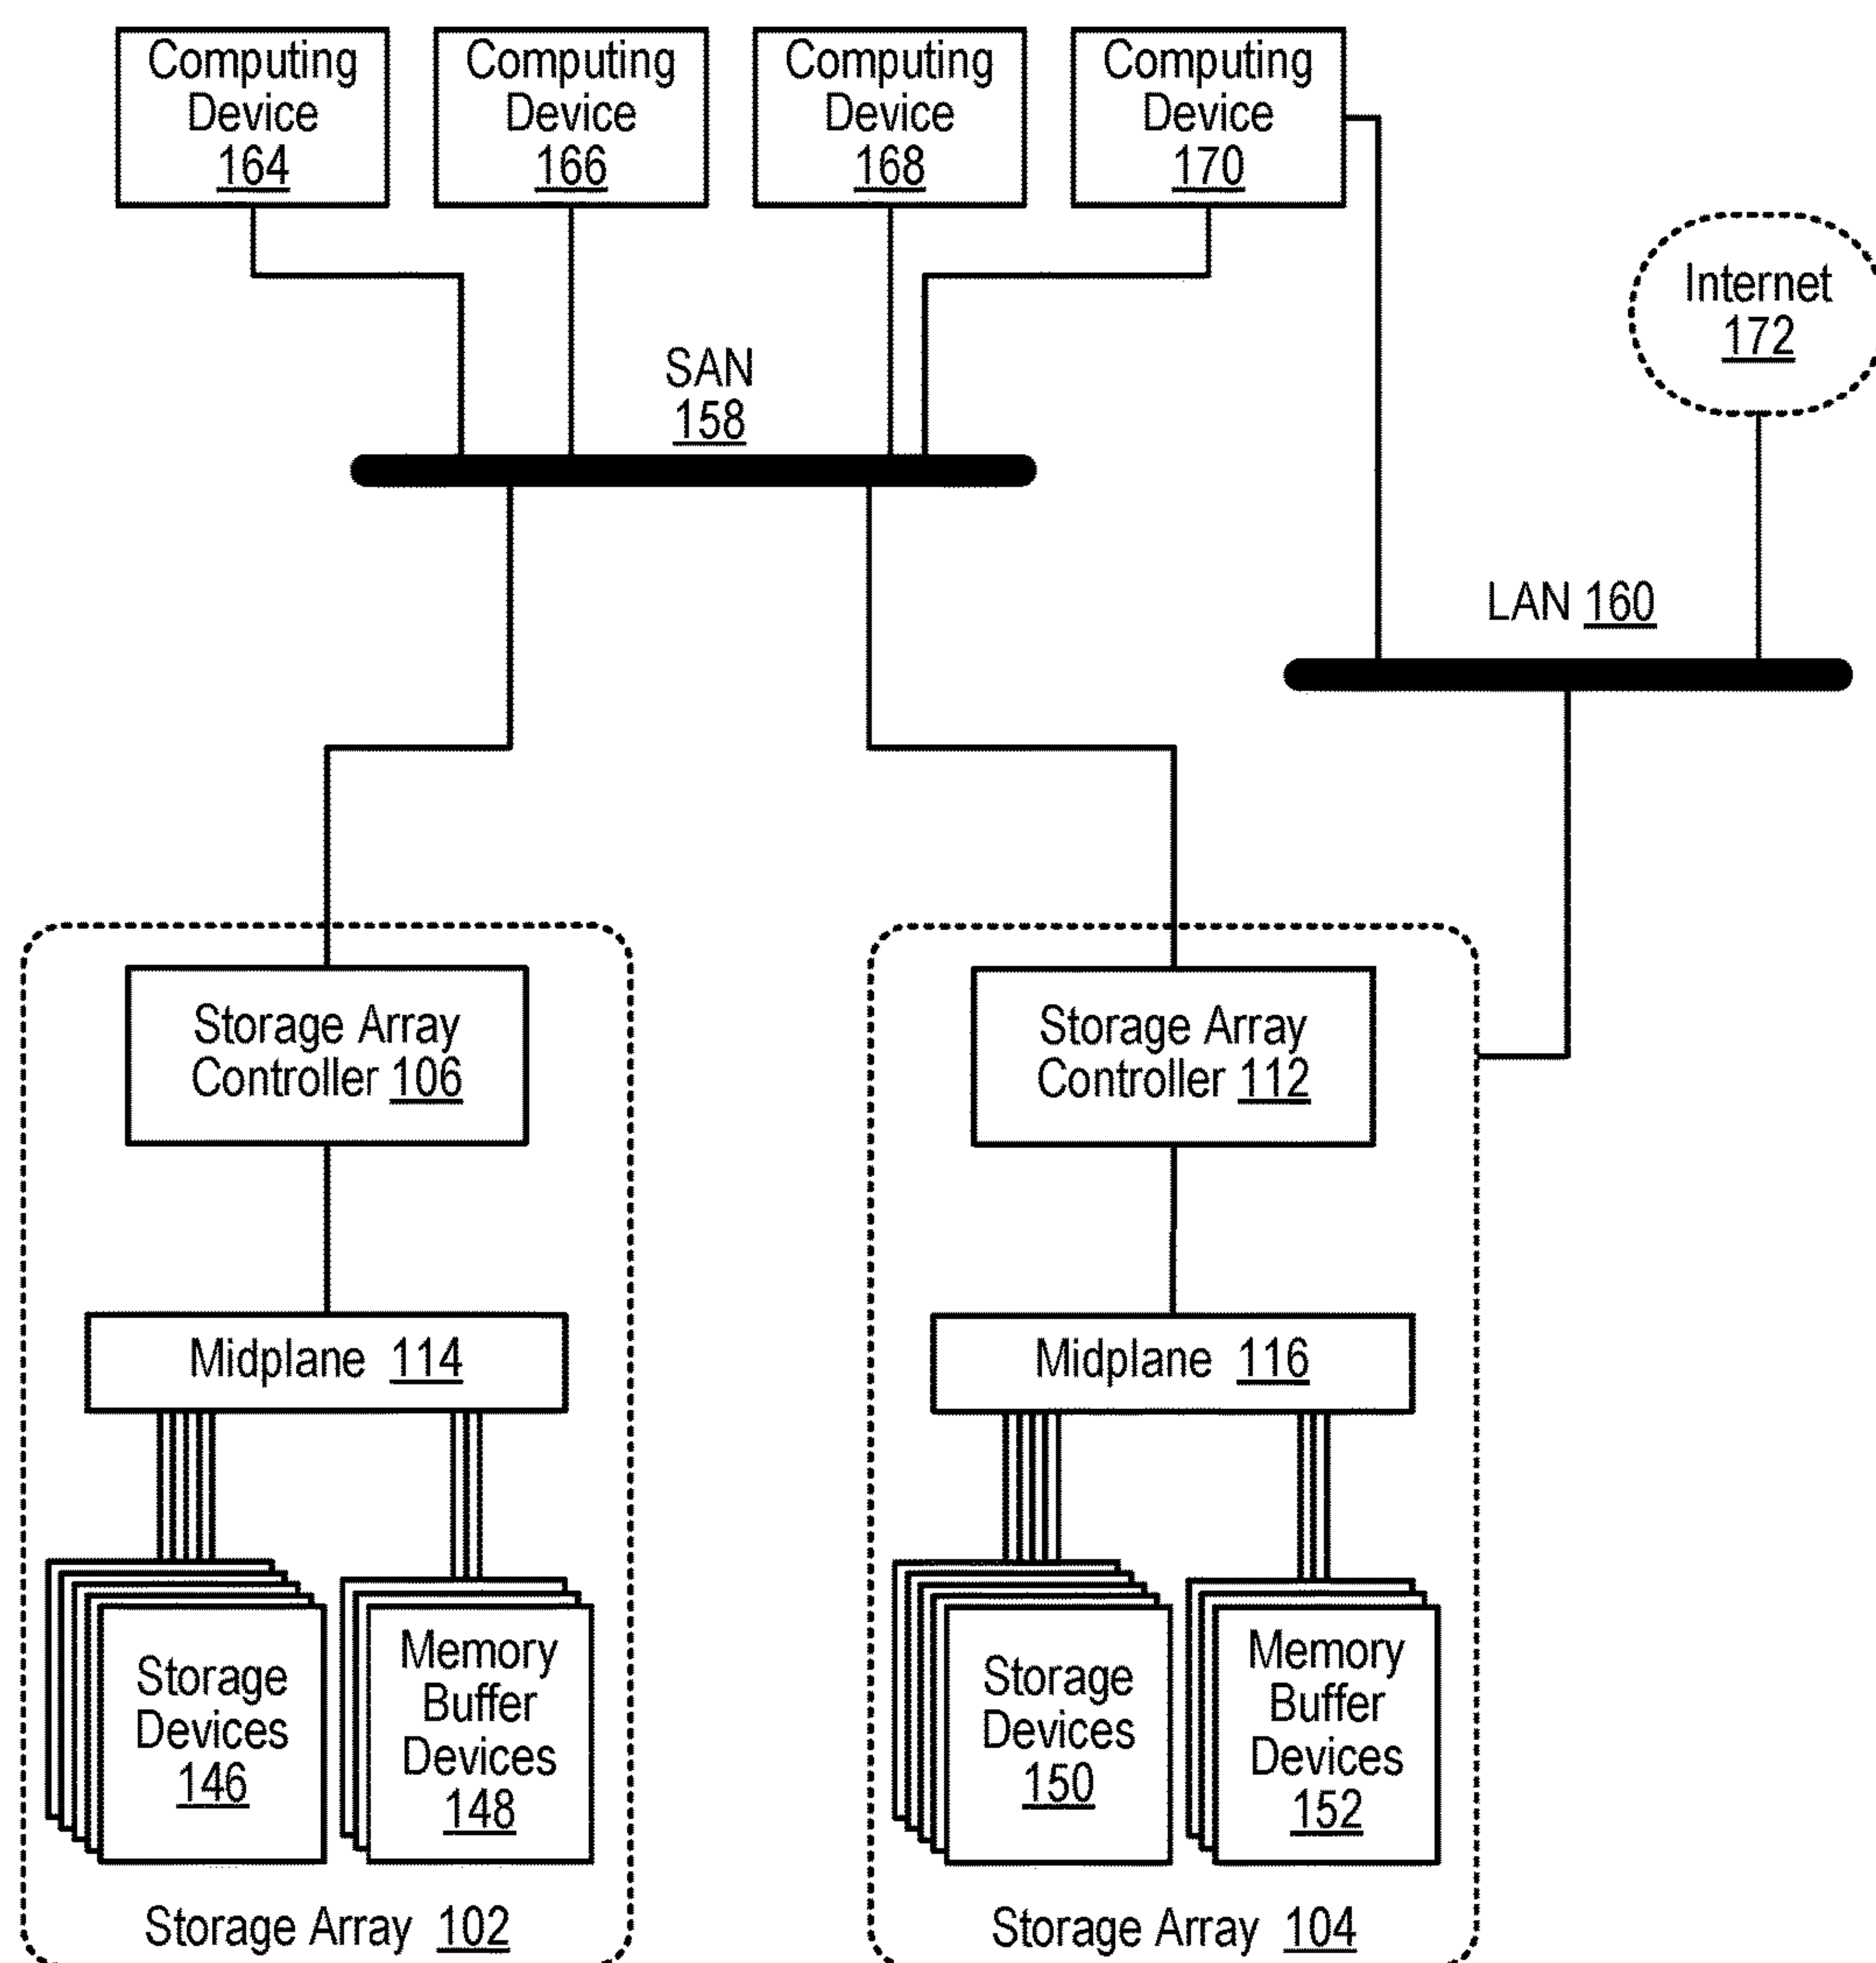 Computing
Device
164
Computing
Device
166
Computing
Device
168
Computing
Device
170
Internet
172
SAN
158
LAN 160
Storage Array
Controller 106
Storage Array
Controller 112
Midplane 114
Midplane 116
Storage
Devices
146
Memory
Buffer
Devices
148
Storage
Devices
150
Memory
Buffer
Devices
152
Storage Array 102
Storage Array 104